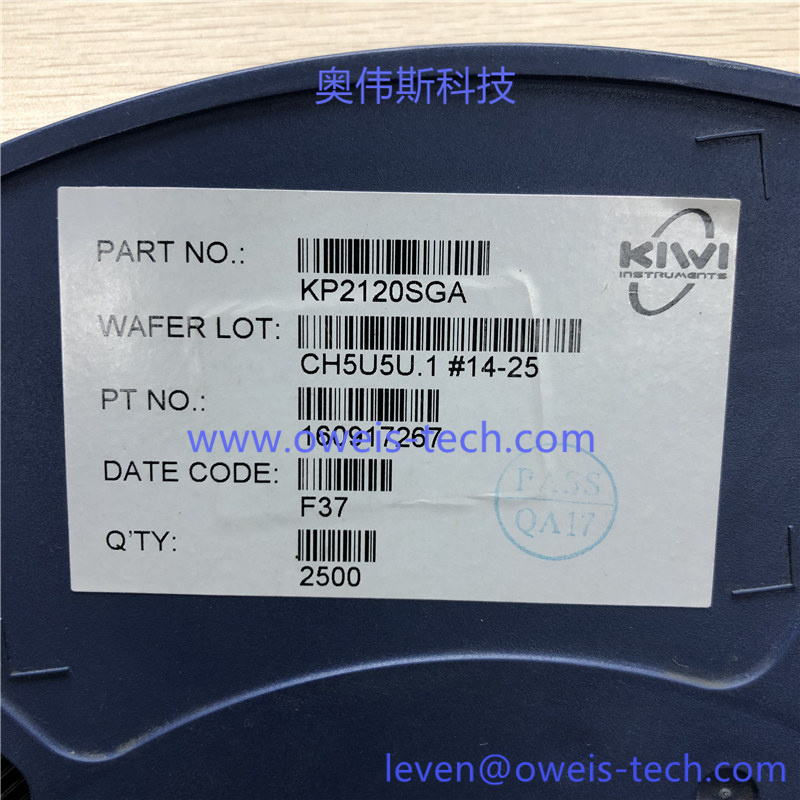 奥伟斯科技
KIWI
INSTRUMENTS
PART NO.:
KP2120SGA
WAFER LOT:
CH5U5U.1 #14-25
PT NO.:
160917267
www.oweis-tech.com
DATE CODE:
F37
PASS
QA17
Q'TY:
2500
leven@oweis-tech.com